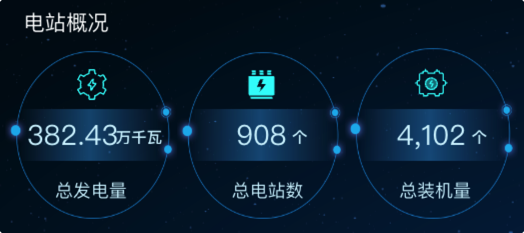 电站概况
382.43万千瓦
908 个
4,102 个
总发电量
总电站数
总装机量